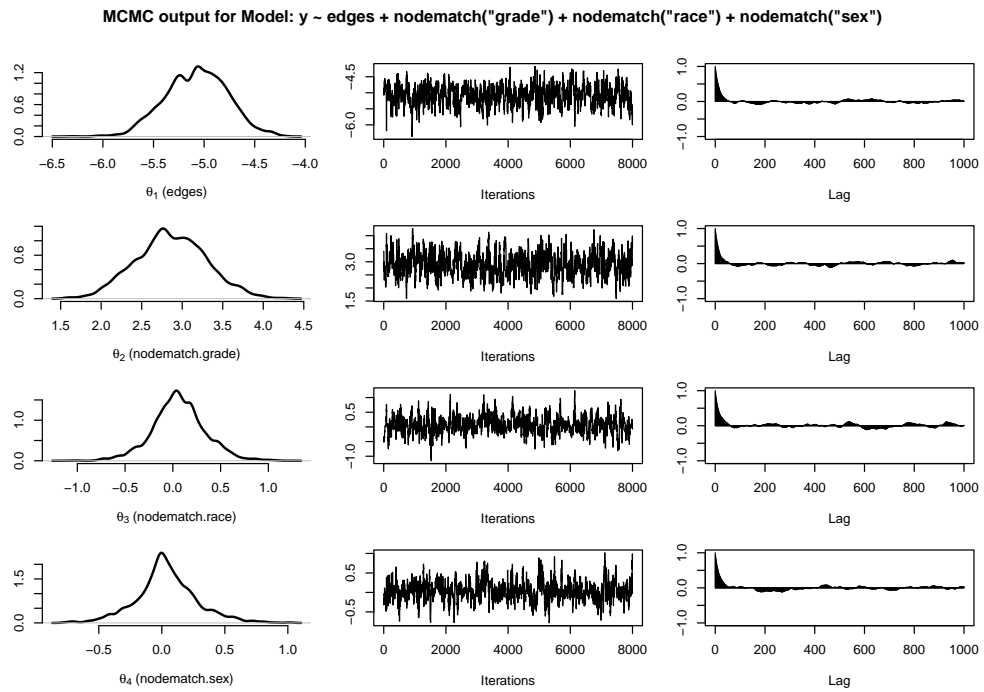 MCMC output for Model: y ~ edges + nodematch("grade") + nodematch("race") + nodematch("sex")
0.0 0.6 1.2
−6.5 −6.0 −5.5 −5.0 −4.5 −4.0
θ1 (edges)
−6.0 −4.5
0 2000 4000 6000 8000
Iterations
−1.0 0.0 1.0
0 200 400 600 800 1000
Lag
0.0 0.6
1.5 2.0 2.5 3.0 3.5 4.0 4.5
θ2 (nodematch.grade)
1.5 3.0
0 2000 4000 6000 8000
Iterations
−1.0 0.0 1.0
0 200 400 600 800 1000
Lag
0.0 1.0
−1.0 −0.5 0.0 0.5 1.0
θ3 (nodematch.race)
−1.0 0.5
0 2000 4000 6000 8000
Iterations
−1.0 0.0 1.0
0 200 400 600 800 1000
Lag
0.0 1.5
−0.5 0.0 0.5 1.0
θ4 (nodematch.sex)
−0.5 0.5
0 2000 4000 6000 8000
Iterations
−1.0 0.0 1.0
0 200 400 600 800 1000
Lag